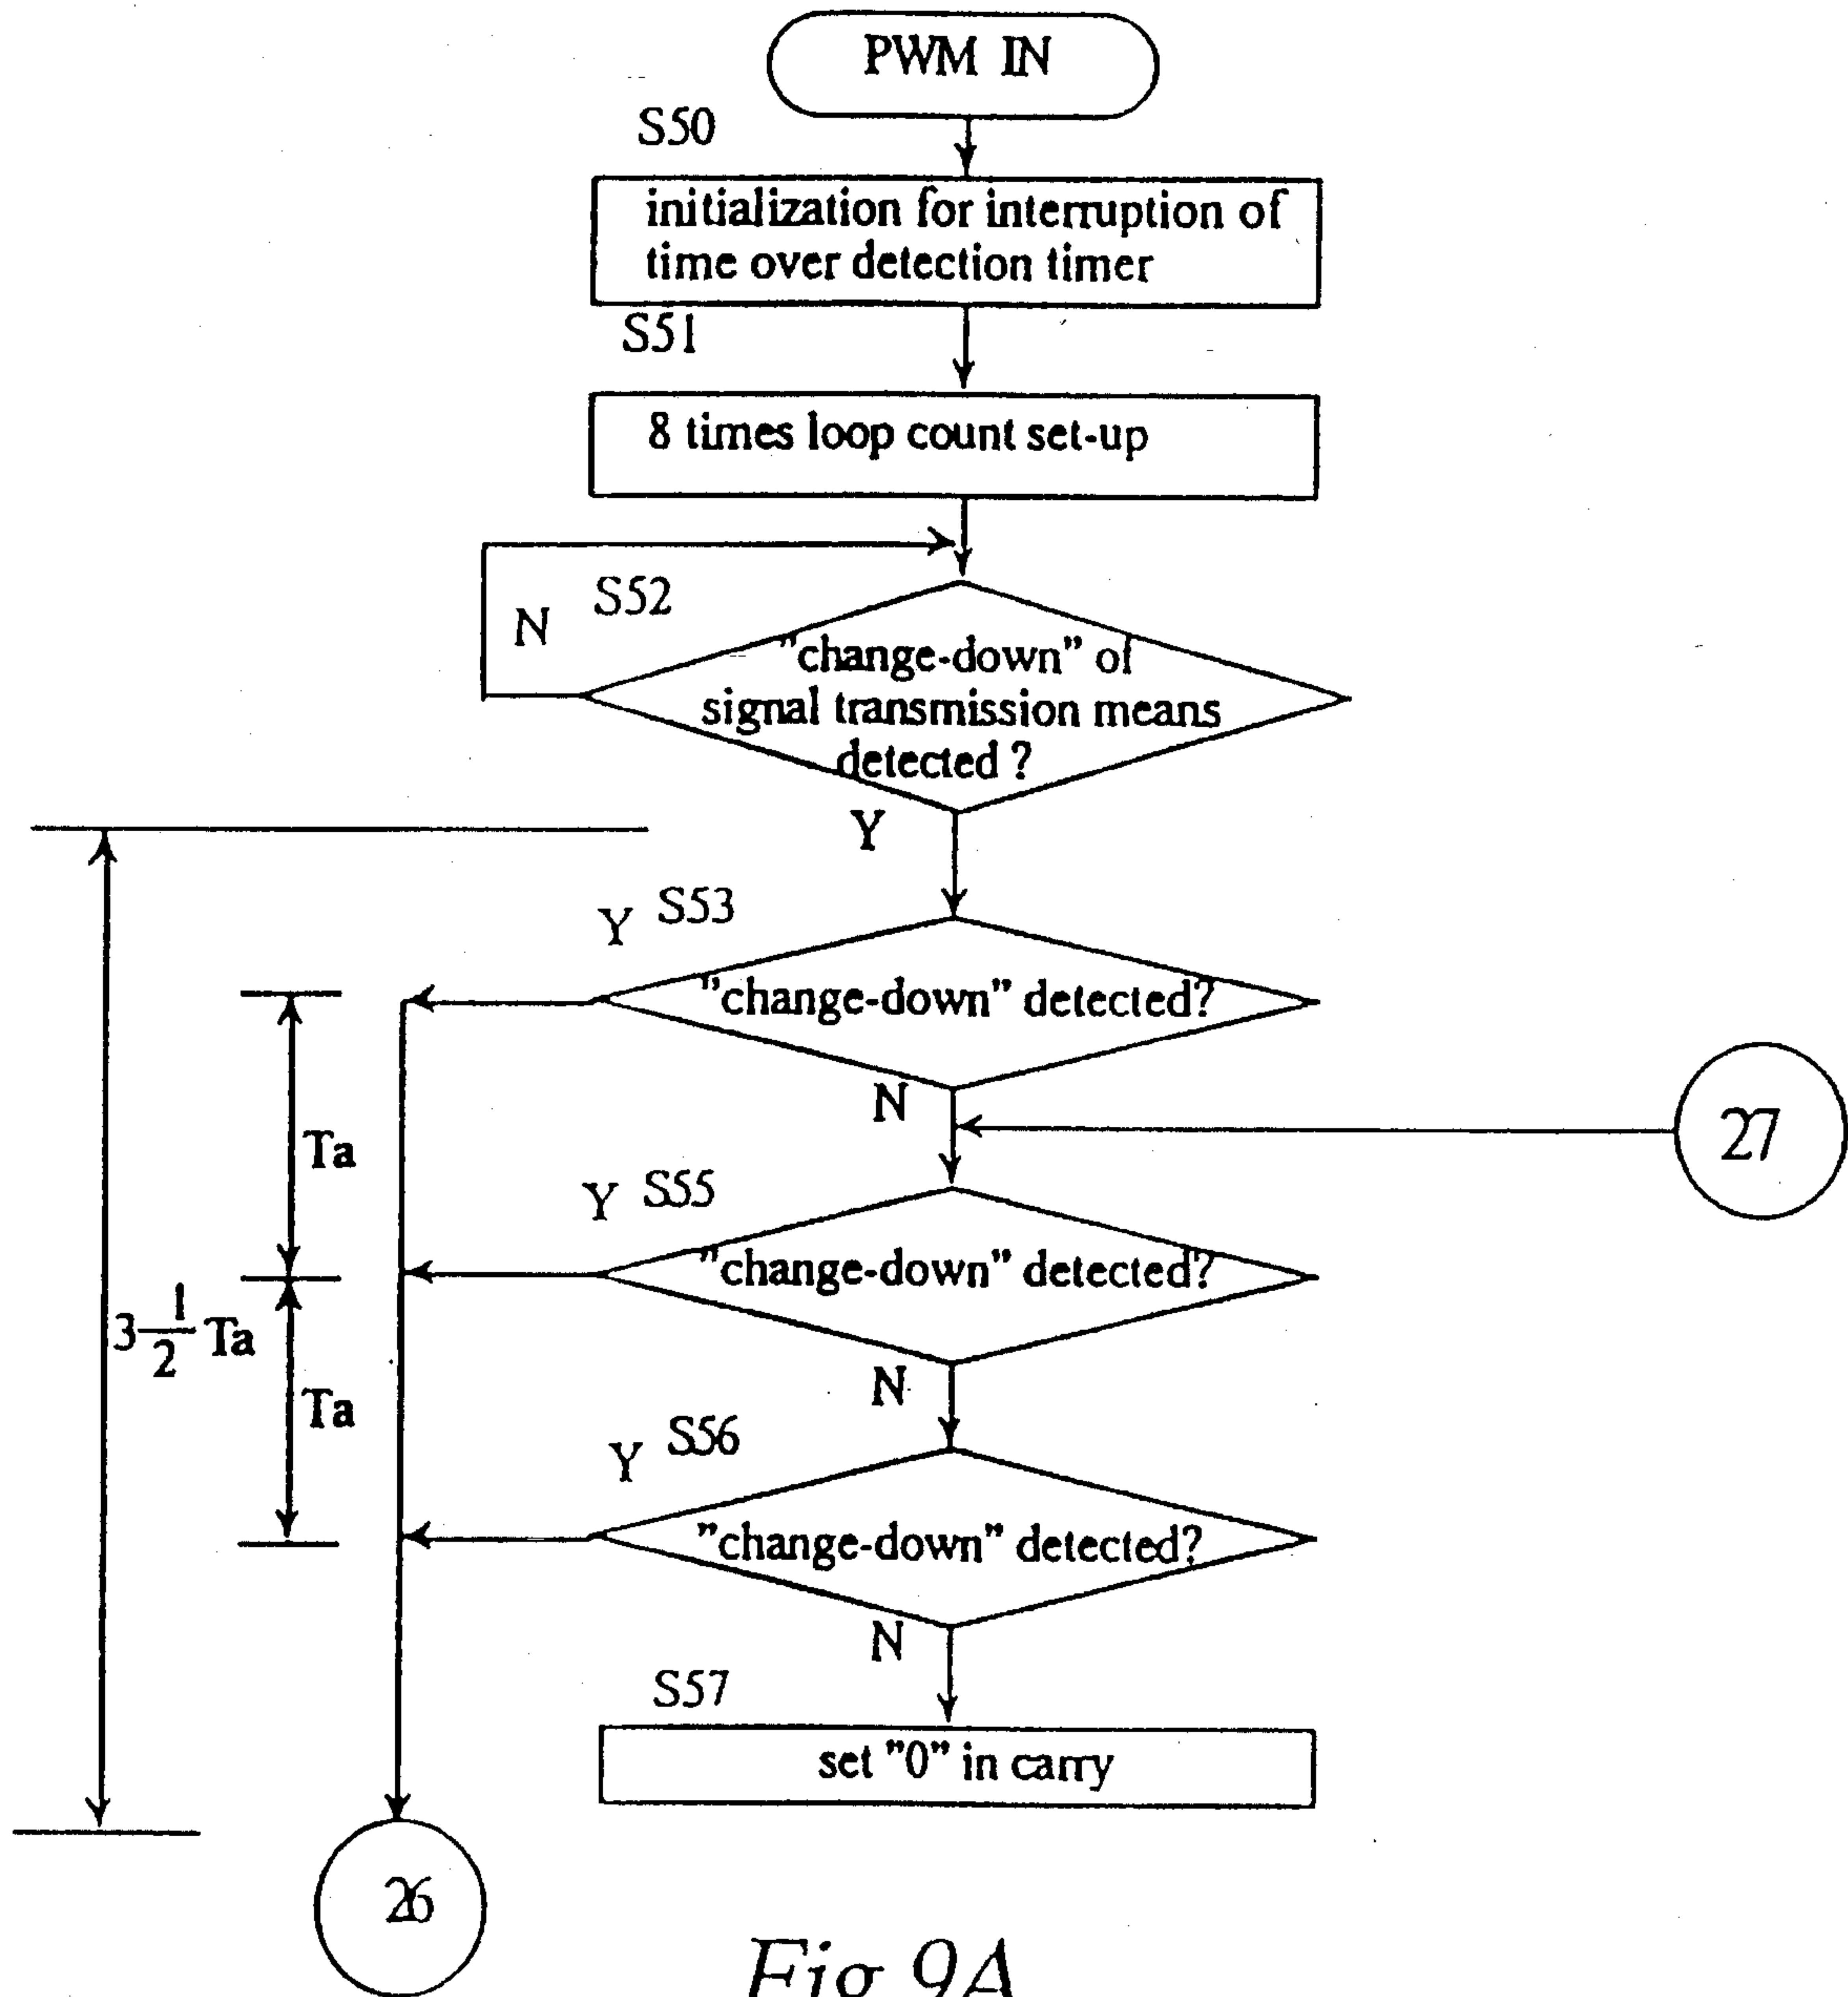 PWM IN
S50
initialization for interruption of
time over detection timer
S51
8 times loop count set-up
S52
N
"change-down" of
signal transmission means
detected ?
Y
Y S53
"change-down" detected?
N
27
Ta
Y S55
"change-down" detected?
3 1/2 Ta
N
Ta
Y S56
"change-down" detected?
N
S57
set "0" in carry
26
Fig 9A